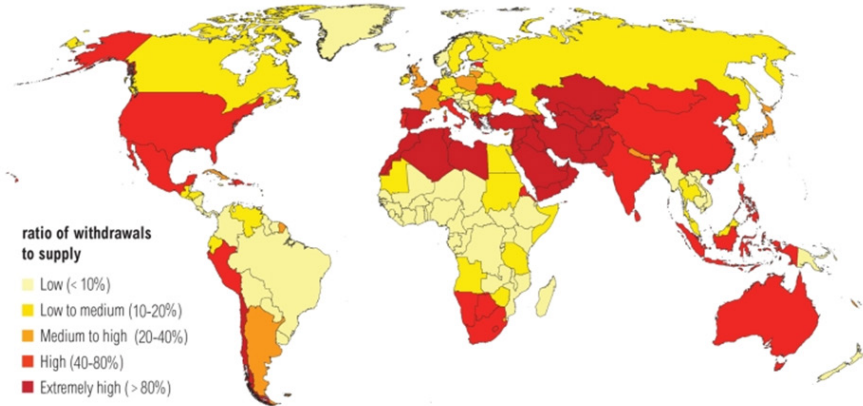 ratio of withdrawals
to supply
Low (< 10%)
Low to medium (10-20%)
Medium to high (20-40%)
High (40-80%)
Extremely high (> 80%)